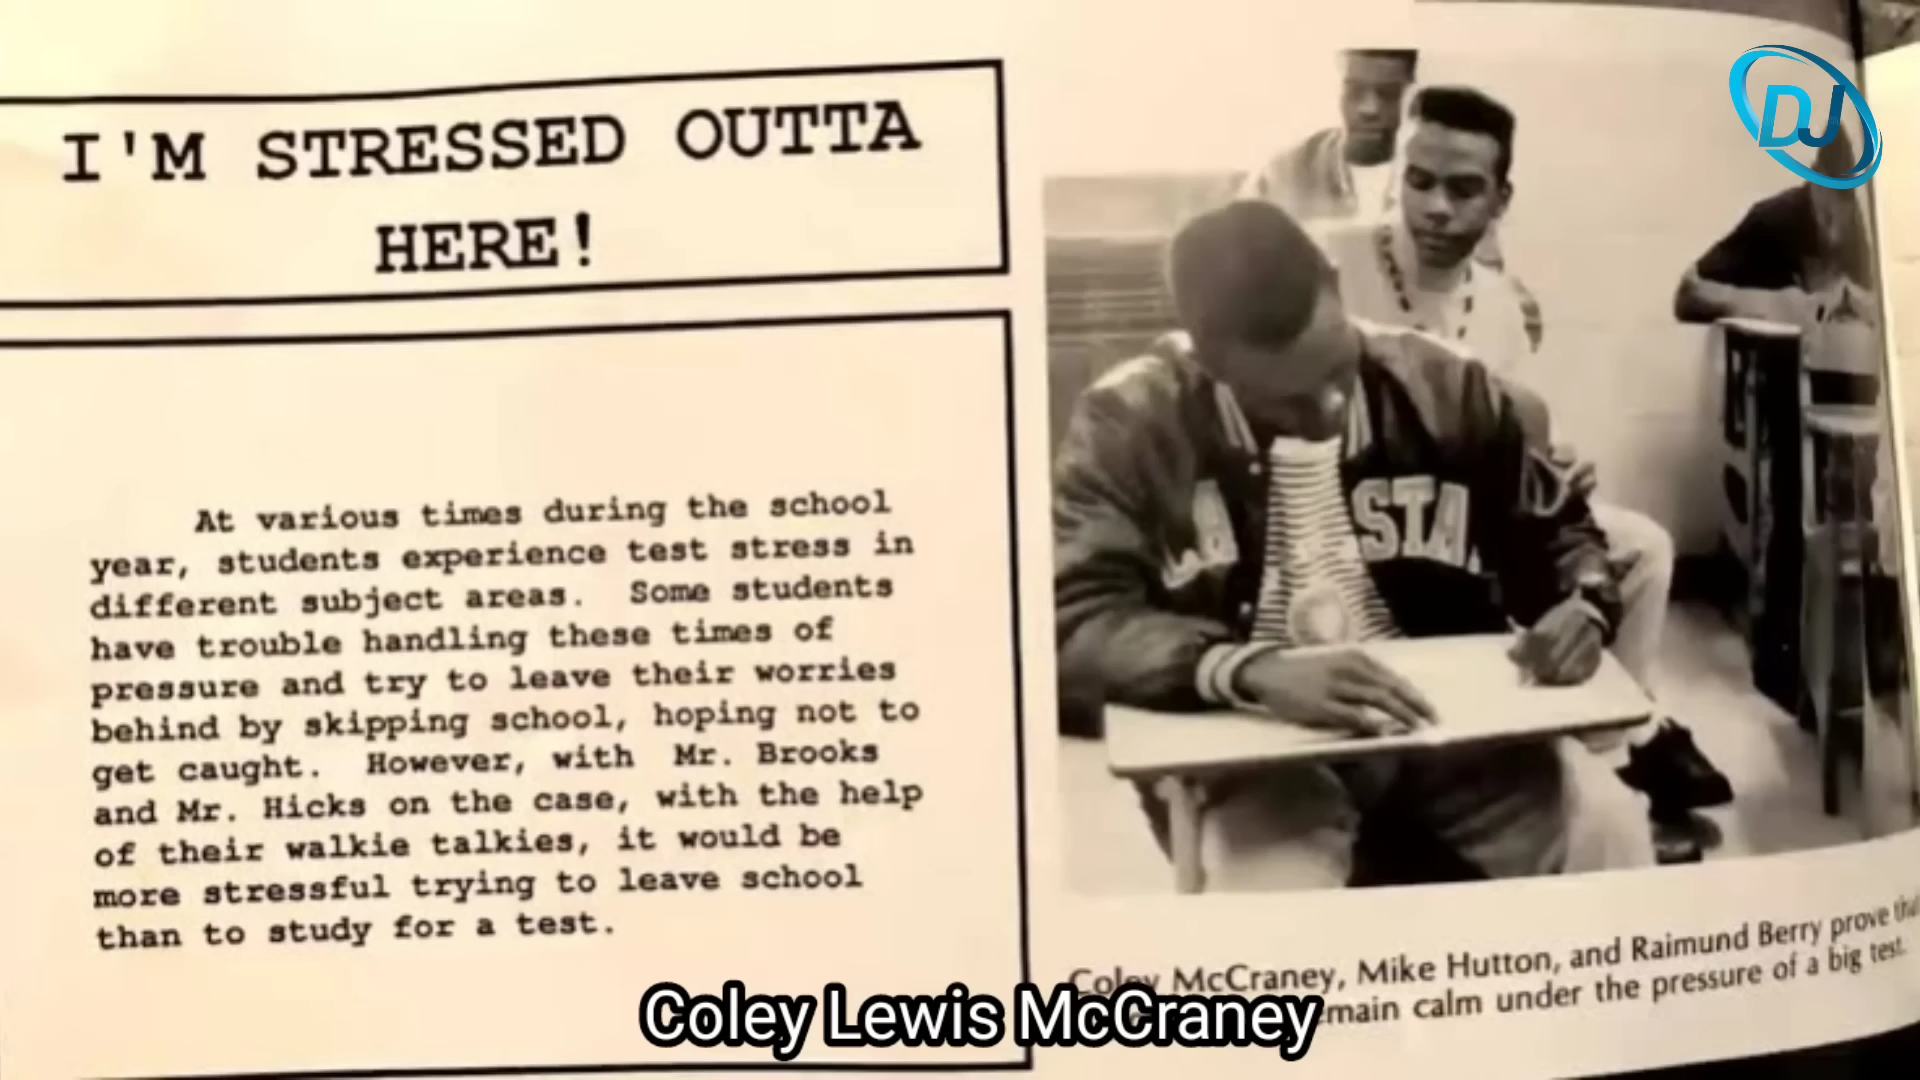 I'M STRESSED OUTTA
HERE!
At various times during the school
year, students experience test stress in
different subject areas. Some students
have trouble handling these times of
pressure and try to leave their worries
behind by skipping school, hoping not to
get caught. However, with Mr. Brooks
and Mr. Hicks on the case, with the help
of their walkie talkies, it would be
more stressful trying to leave school
than to study for a test.
DJ
STA
Coley McCraney, Mike Hutton, and Raimund Berry prove that
calm under the pressure of a big test.
Coley Lewis McCraney